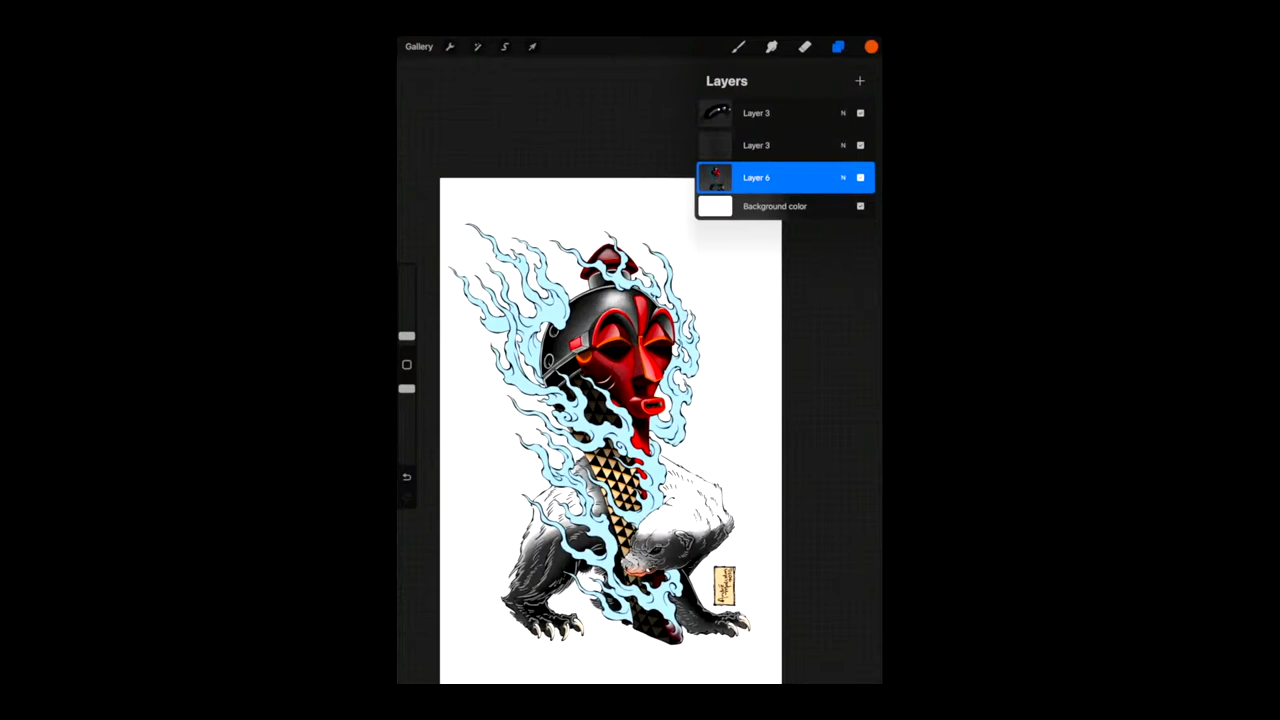 Gallery
Layers
Layer 3 N
Layer 3 N
Layer 6 N
Background color